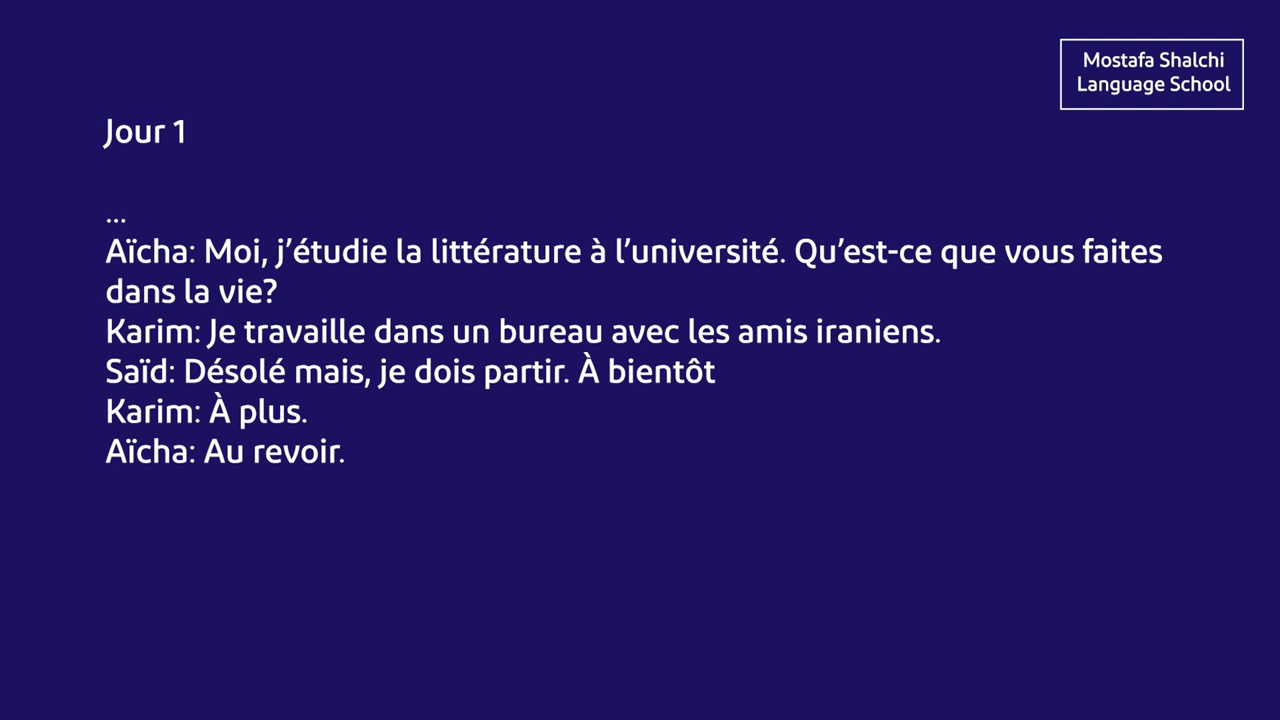 Mostafa Shalchi
Language School
Jour 1
...
Aïcha: Moi, j’étudie la littérature à l’université. Qu’est-ce que vous faites
dans la vie?
Karim: Je travaille dans un bureau avec les amis iraniens.
Saïd: Désolé mais, je dois partir. À bientôt
Karim: À plus.
Aïcha: Au revoir.